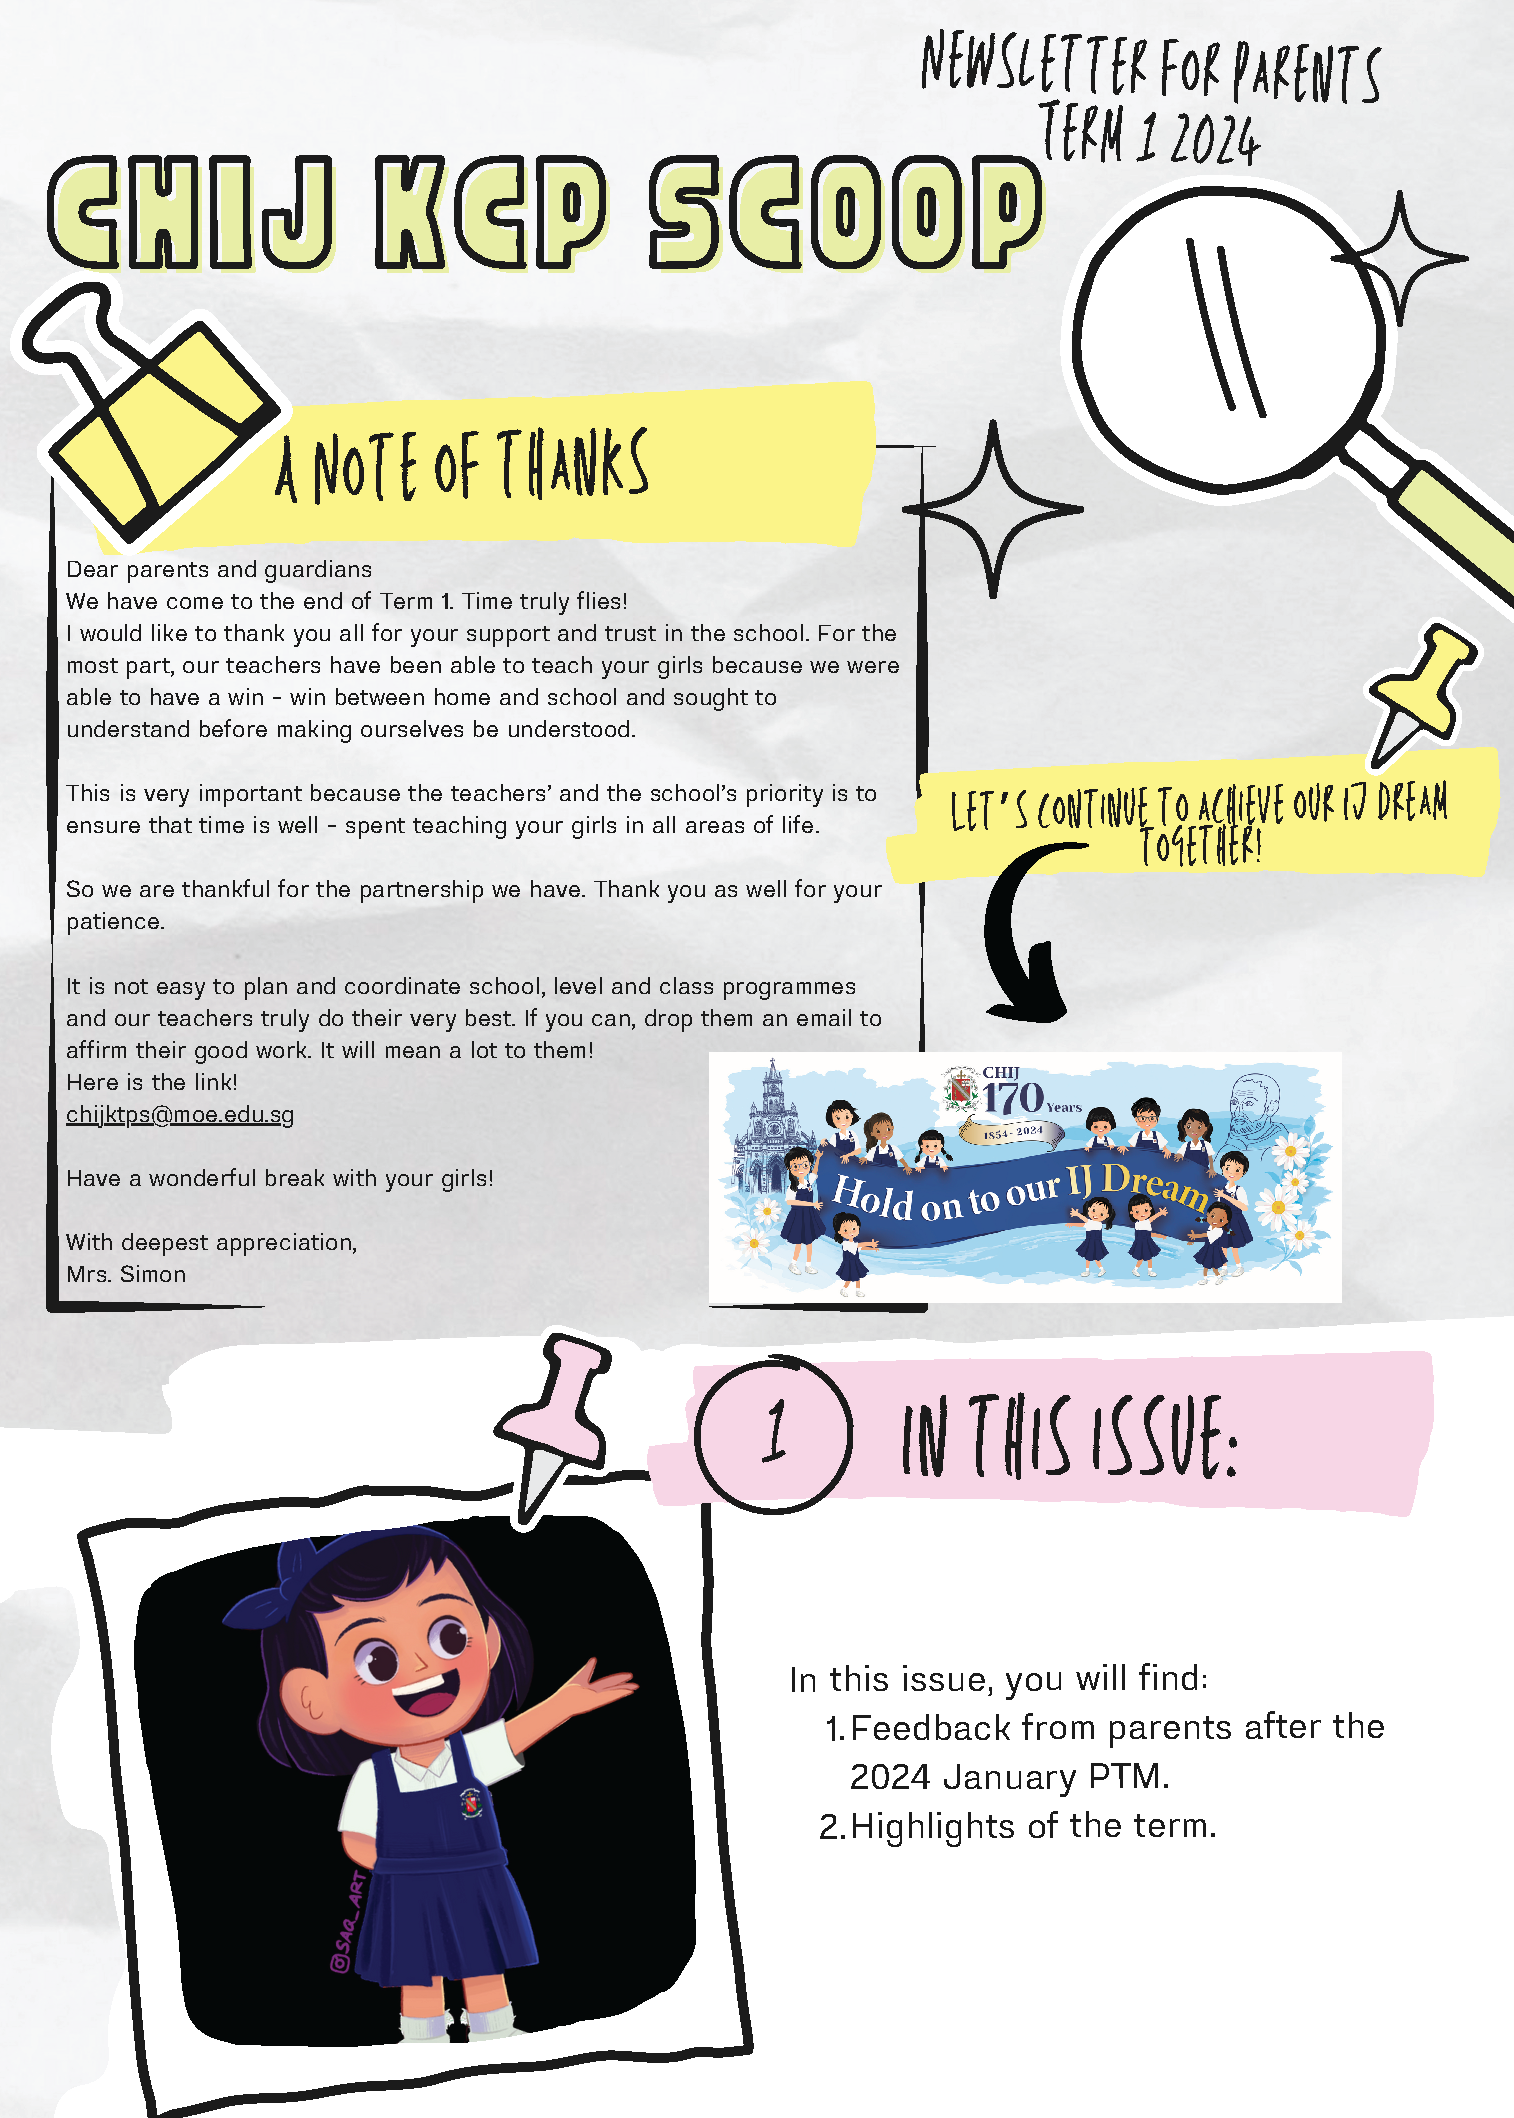 NEWSLETTER FOR PARENTS
TERM 1 2024
CHIJ KCP SCOOP
A NOTE OF THANKS
Dear parents and guardians
We have come to the end of Term 1. Time truly flies!
I would like to thank you all for your support and trust in the school. For the
most part, our teachers have been able to teach your girls because we were
able to have a win - win between home and school and sought to
understand before making ourselves be understood.
This is very important because the teachers' and the school's priority is to
ensure that time is well - spent teaching your girls in all areas of life.
So we are thankful for the partnership we have. Thank you as well for your
patience.
It is not easy to plan and coordinate school, level and class programmes
and our teachers truly do their very best. If you can, drop them an email to
affirm their good work. It will mean a lot to them!
Here is the link!
chijktps@moe.edu.sg
Have a wonderful break with your girls!
With deepest appreciation,
Mrs. Simon
LET'S CONTINUE TO ACHIEVE OUR IJ DREAM
TOGETHER!
CHIJ
170 Years
1854-2024
Hold on to our IJ Dream
1
IN THIS ISSUE:
In this issue, you will find:
1. Feedback from parents after the
2024 January PTM.
2. Highlights of the term.
@SAQ_ART